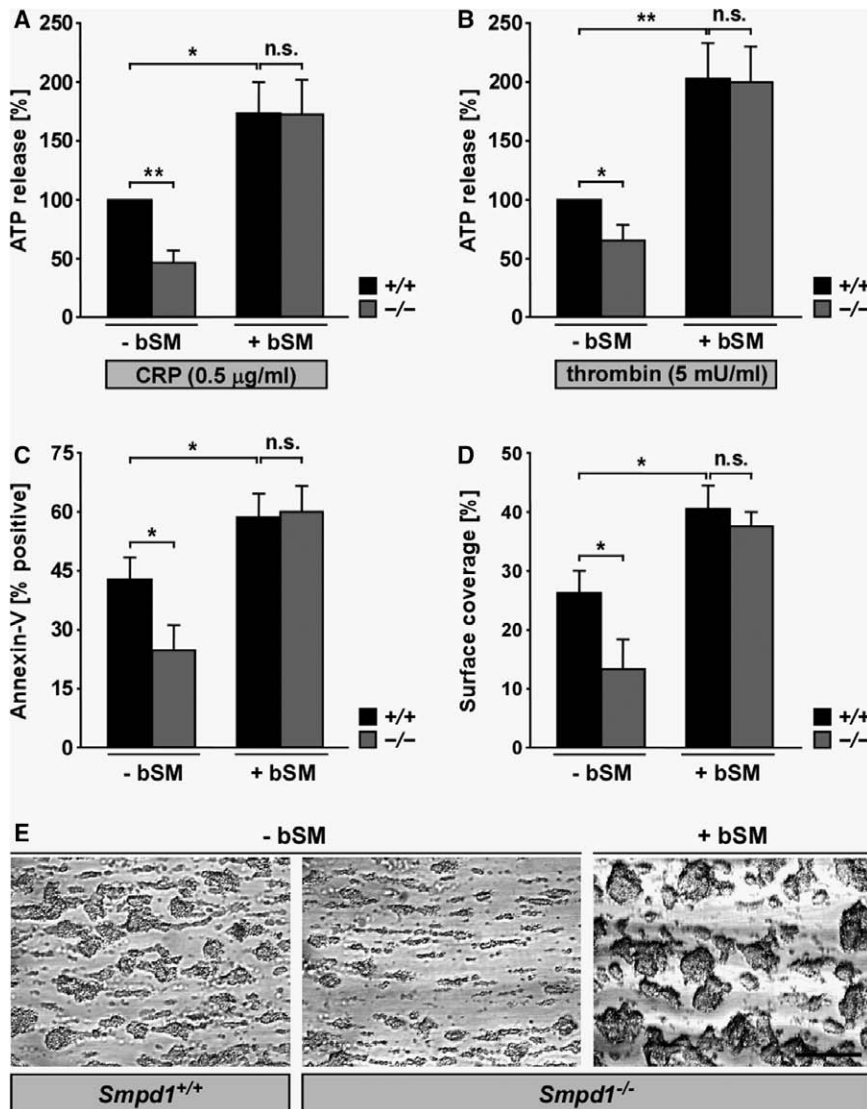 A
250
200
150
100
50
0
ATP release [%]
*
n.s.
**
- bSM
+ bSM
CRP (0.5 µg/ml)
+/+
−/−
B
250
200
150
100
50
0
ATP release [%]
**
n.s.
*
- bSM
+ bSM
thrombin (5 mU/ml)
+/+
−/−
C
75
60
45
30
15
0
Annexin-V [% positive]
*
n.s.
*
- bSM
+ bSM
+/+
−/−
D
50
40
30
20
10
0
Surface coverage [%]
*
n.s.
*
- bSM
+ bSM
+/+
−/−
E
- bSM
+ bSM
Smpd1+/+
Smpd1-/-